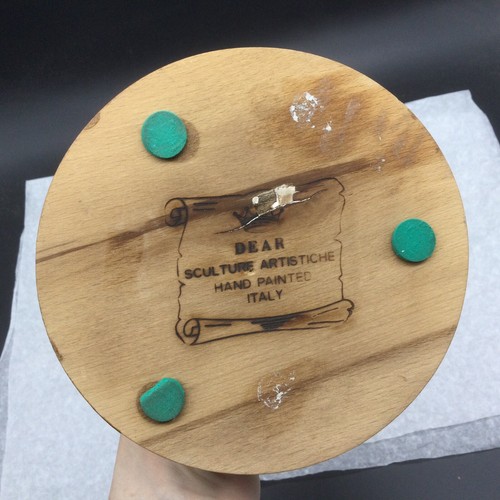 DEAR
SCULTURE ARTISTICHE
HAND PAINTED
ITALY